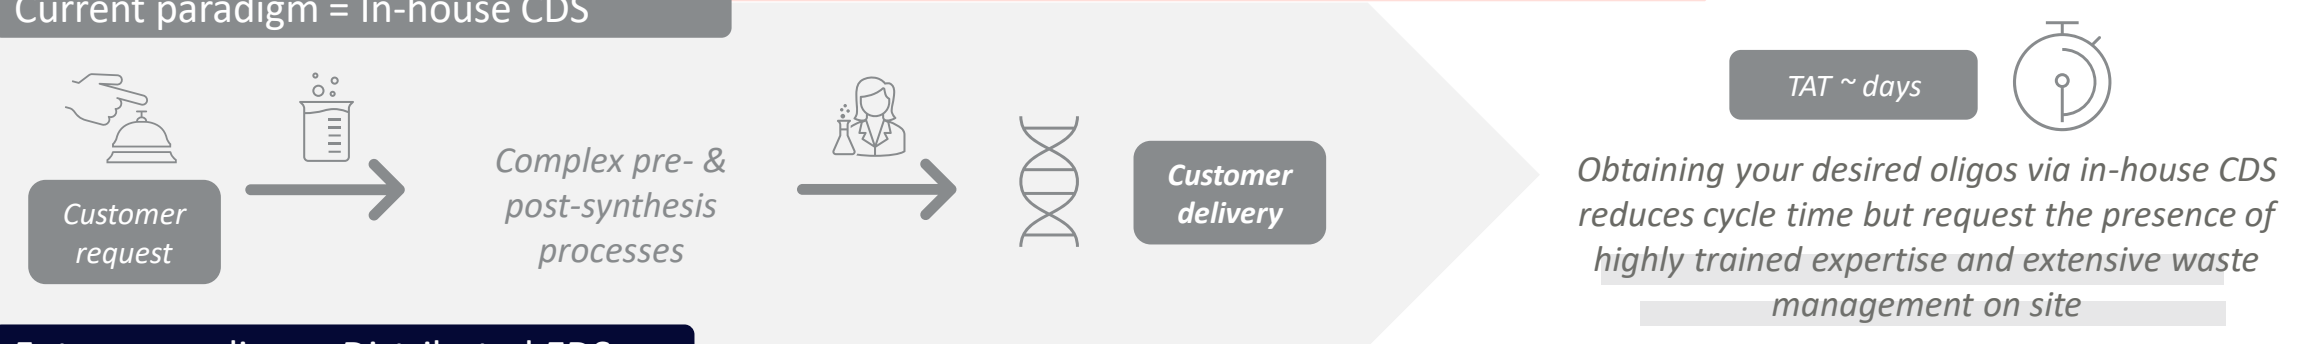 Current paradigm = In-house CDS
TAT ~ days
Customer
request
Complex pre- &
post-synthesis
processes
Customer
delivery
Obtaining your desired oligos via in-house CDS
reduces cycle time but request the presence of
highly trained expertise and extensive waste
management on site